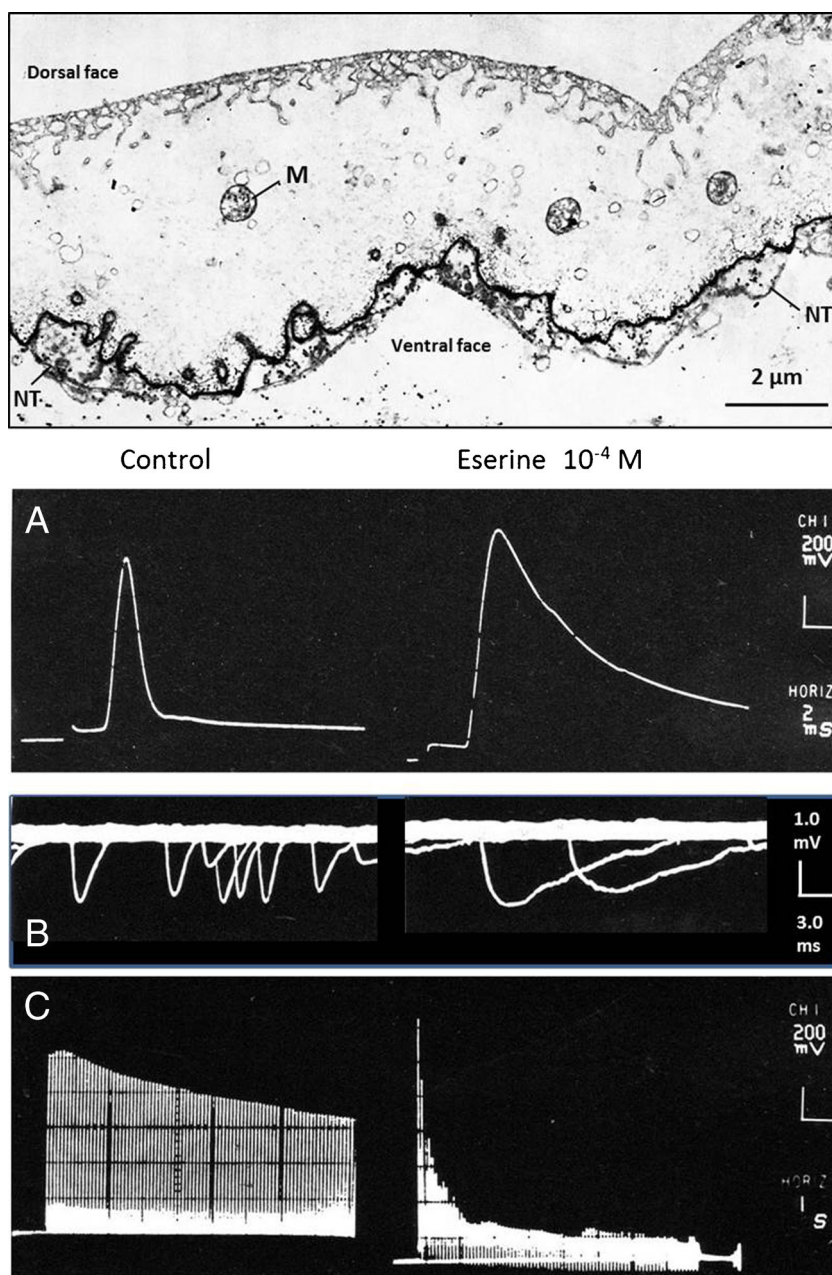 Dorsal face
M
Ventral face
NT
NT
2 µm
Control Eserine 10⁻⁴ M
A
CH I
200
mV
HORIZ
2
mS
B
1.0
mV
3.0
ms
C
CH I
200
mV
HORIZ
I
S